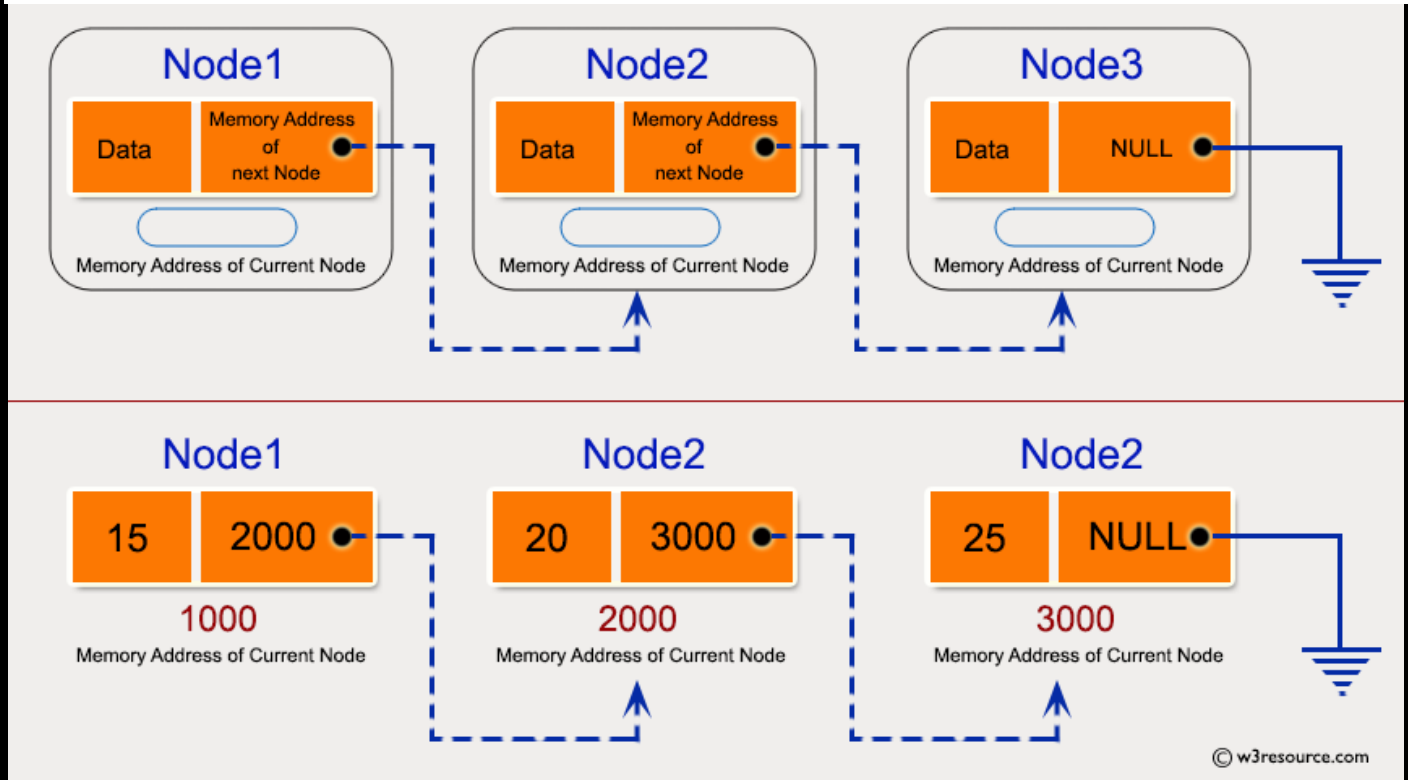 Node1
Node2
Node3
Data
Memory Address
of
next Node
Data
Memory Address
of
next Node
Data
NULL
Memory Address of Current Node
Memory Address of Current Node
Memory Address of Current Node
Node1
Node2
Node2
15
2000
20
3000
25
NULL
1000
2000
3000
Memory Address of Current Node
Memory Address of Current Node
Memory Address of Current Node
© w3resource.com